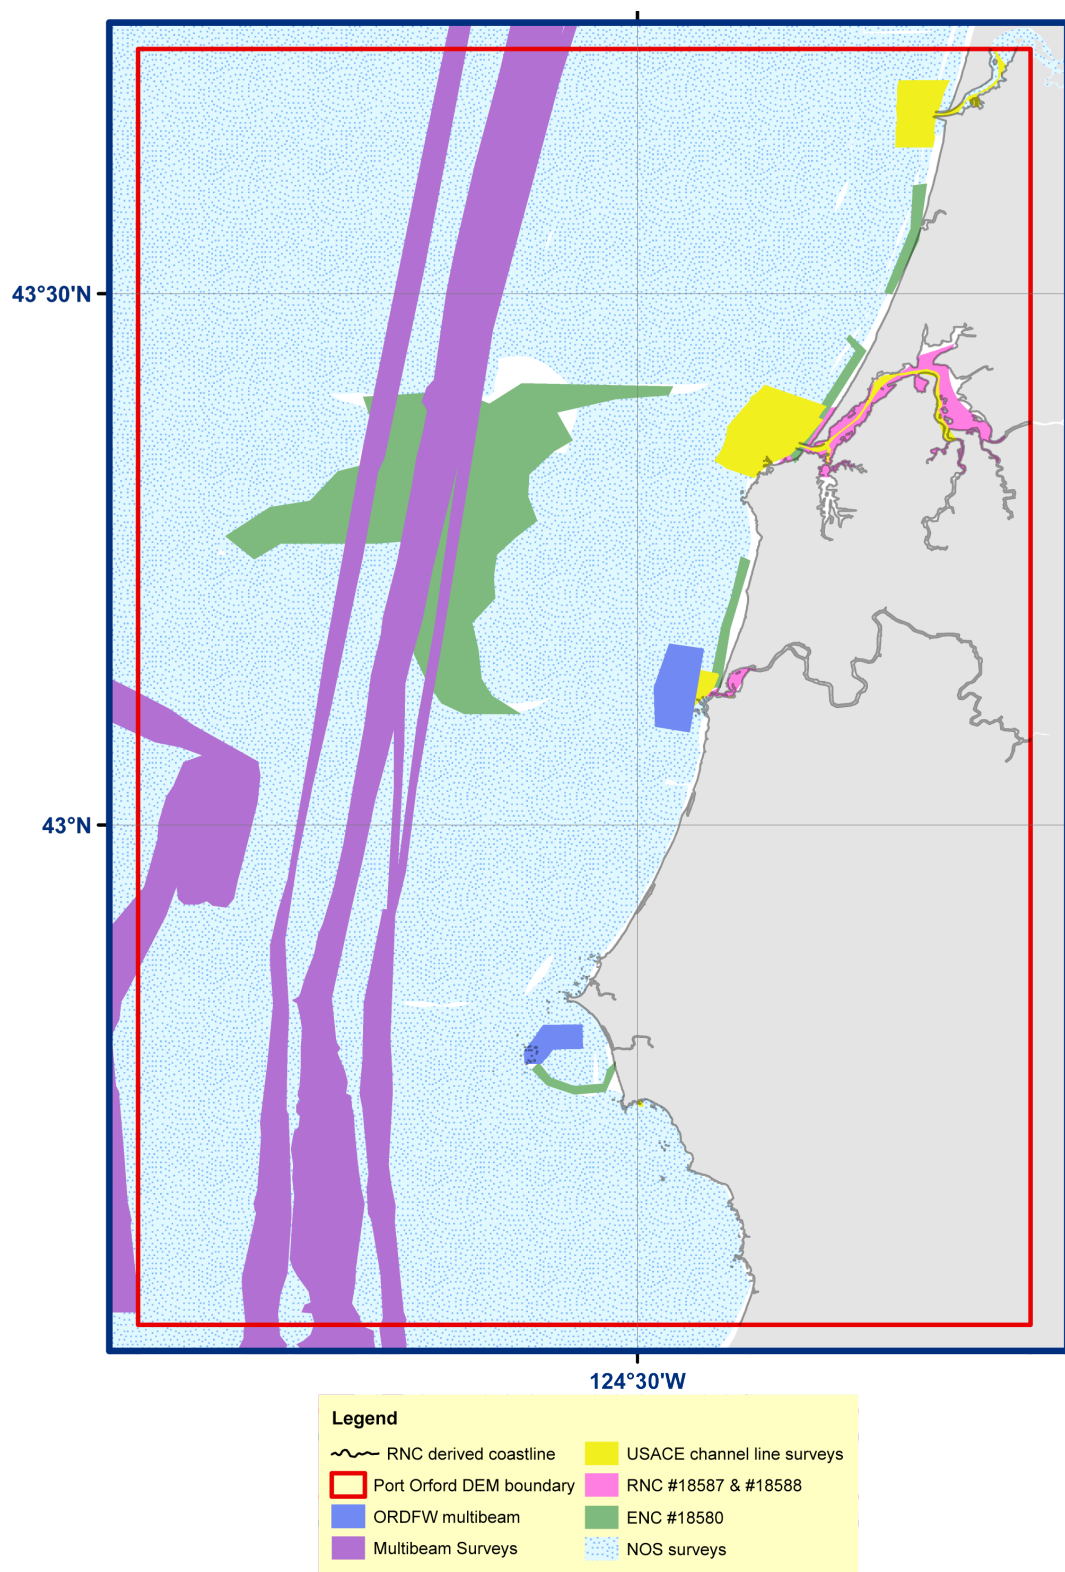 43°30'N
43°N
124°30'W
Legend
RNC derived coastline
Port Orford DEM boundary
ORDFW multibeam
Multibeam Surveys
USACE channel line surveys
RNC #18587 & #18588
ENC #18580
NOS surveys